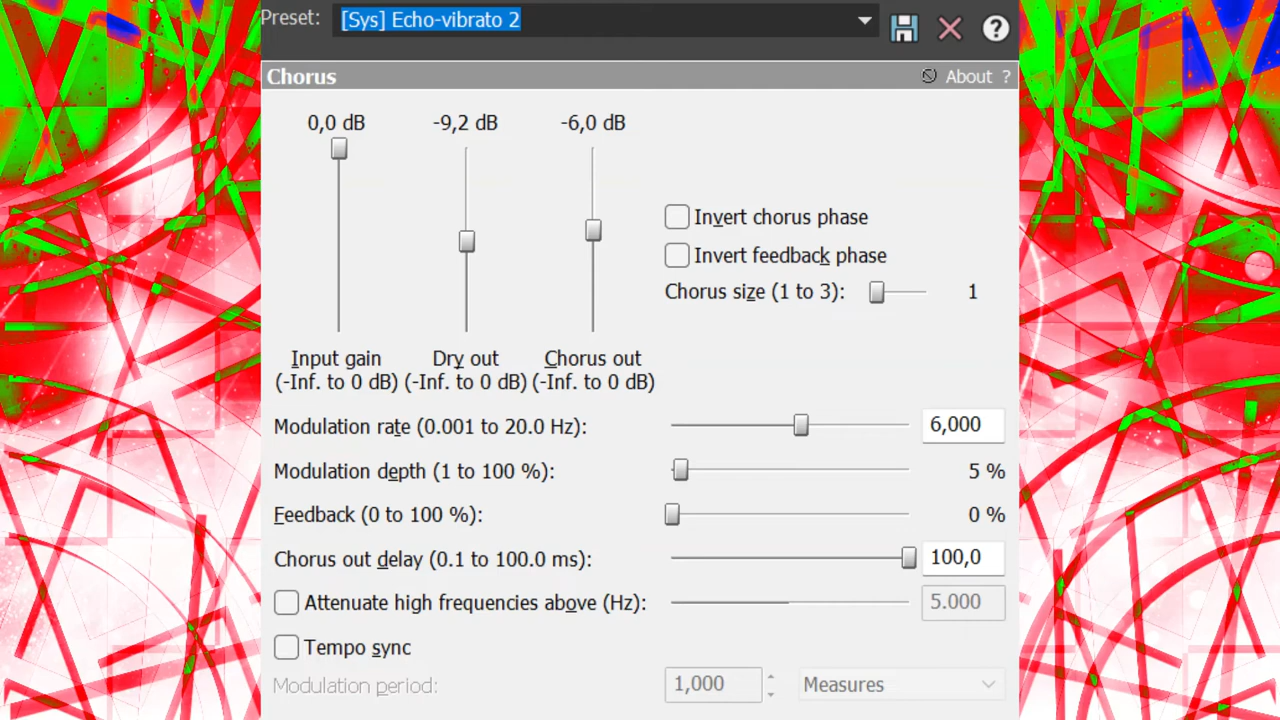 Preset: [Sys] Echo-vibrato 2
Chorus About ?
0,0 dB -9,2 dB -6,0 dB
Invert chorus phase
Invert feedback phase
Chorus size (1 to 3): 1
Input gain Dry out Chorus out
(-Inf. to 0 dB) (-Inf. to 0 dB) (-Inf. to 0 dB)
Modulation rate (0.001 to 20.0 Hz): 6,000
Modulation depth (1 to 100 %): 5 %
Feedback (0 to 100 %): 0 %
Chorus out delay (0.1 to 100.0 ms): 100,0
Attenuate high frequencies above (Hz): 5.000
Tempo sync
Modulation period: 1,000 Measures